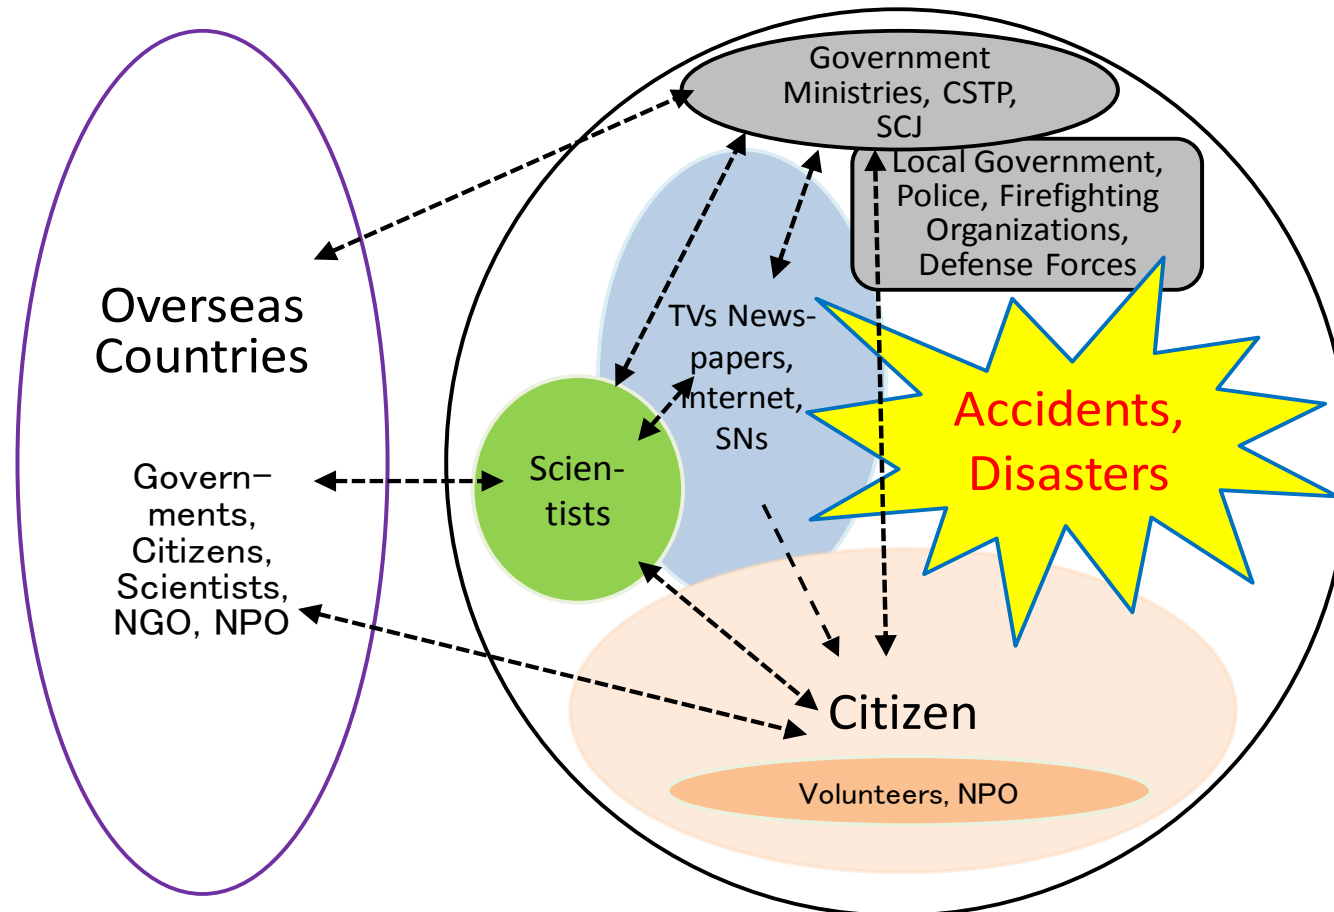 Government
Ministries, CSTP,
SCJ
Local Government,
Police, Firefighting
Organizations,
Defense Forces
Overseas
Countries
TVs News-
papers,
Internet,
SNs
Accidents,
Disasters
Scien-
tists
Govern-
ments,
Citizens,
Scientists,
NGO, NPO
Citizen
Volunteers, NPO